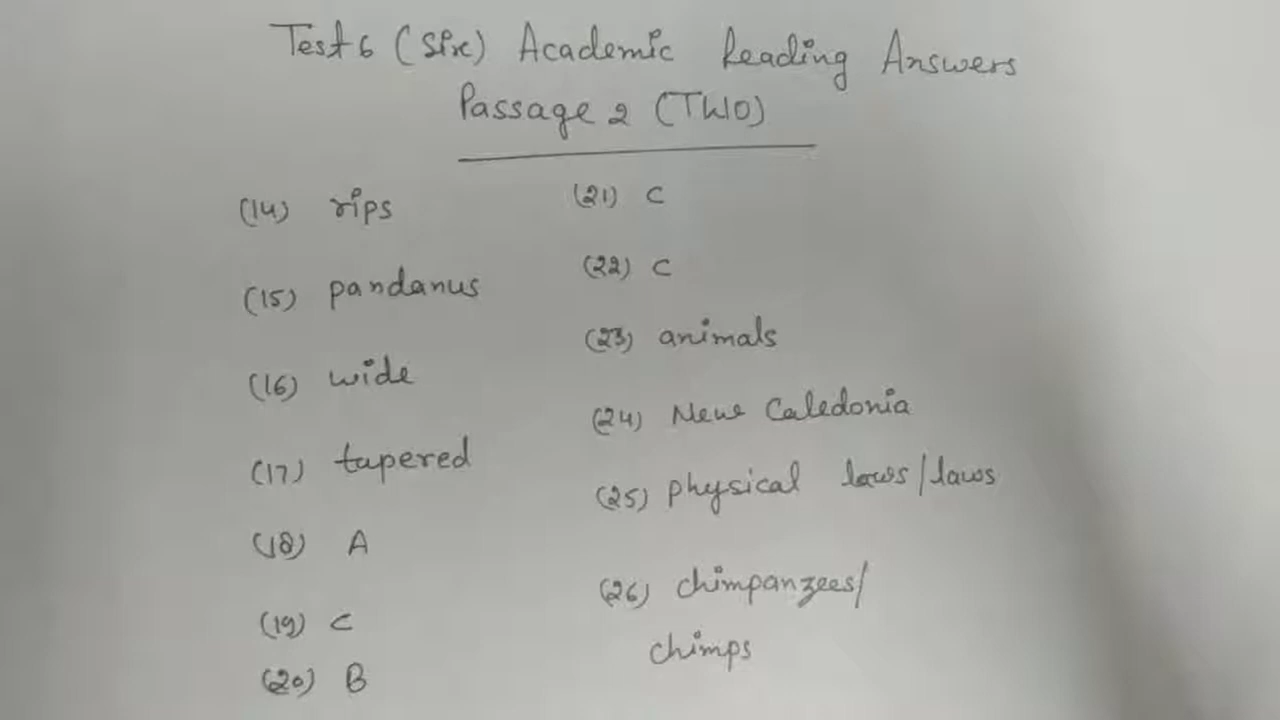 Test 6 (Six) Academic Reading Answers
Passage 2 (TWO)
(14) rips
(15) pandanus
(16) wide
(17) tapered
(18) A
(19) C
(20) B
(21) C
(22) C
(23) animals
(24) New Caledonia
(25) physical laws/laws
(26) chimpanzees/
chimps